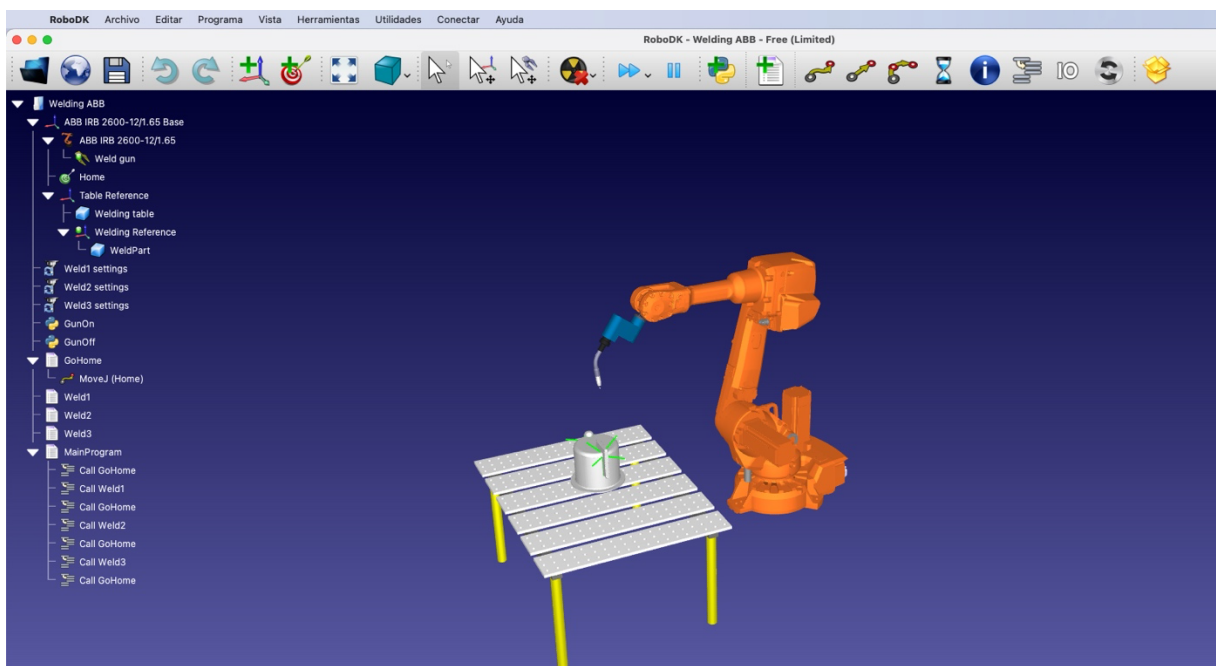 RoboDK Archivo Editar Programa Vista Herramientas Utilidades Conectar Ayuda
RoboDK - Welding ABB - Free (Limited)
IO
Welding ABB
ABB IRB 2600-12/1.65 Base
ABB IRB 2600-12/1.65
Weld gun
Home
Table Reference
Welding table
Welding Reference
WeldPart
Weld1 settings
Weld2 settings
Weld3 settings
GunOn
GunOff
GoHome
MoveJ (Home)
Weld1
Weld2
Weld3
MainProgram
Call GoHome
Call Weld1
Call GoHome
Call Weld2
Call GoHome
Call Weld3
Call GoHome